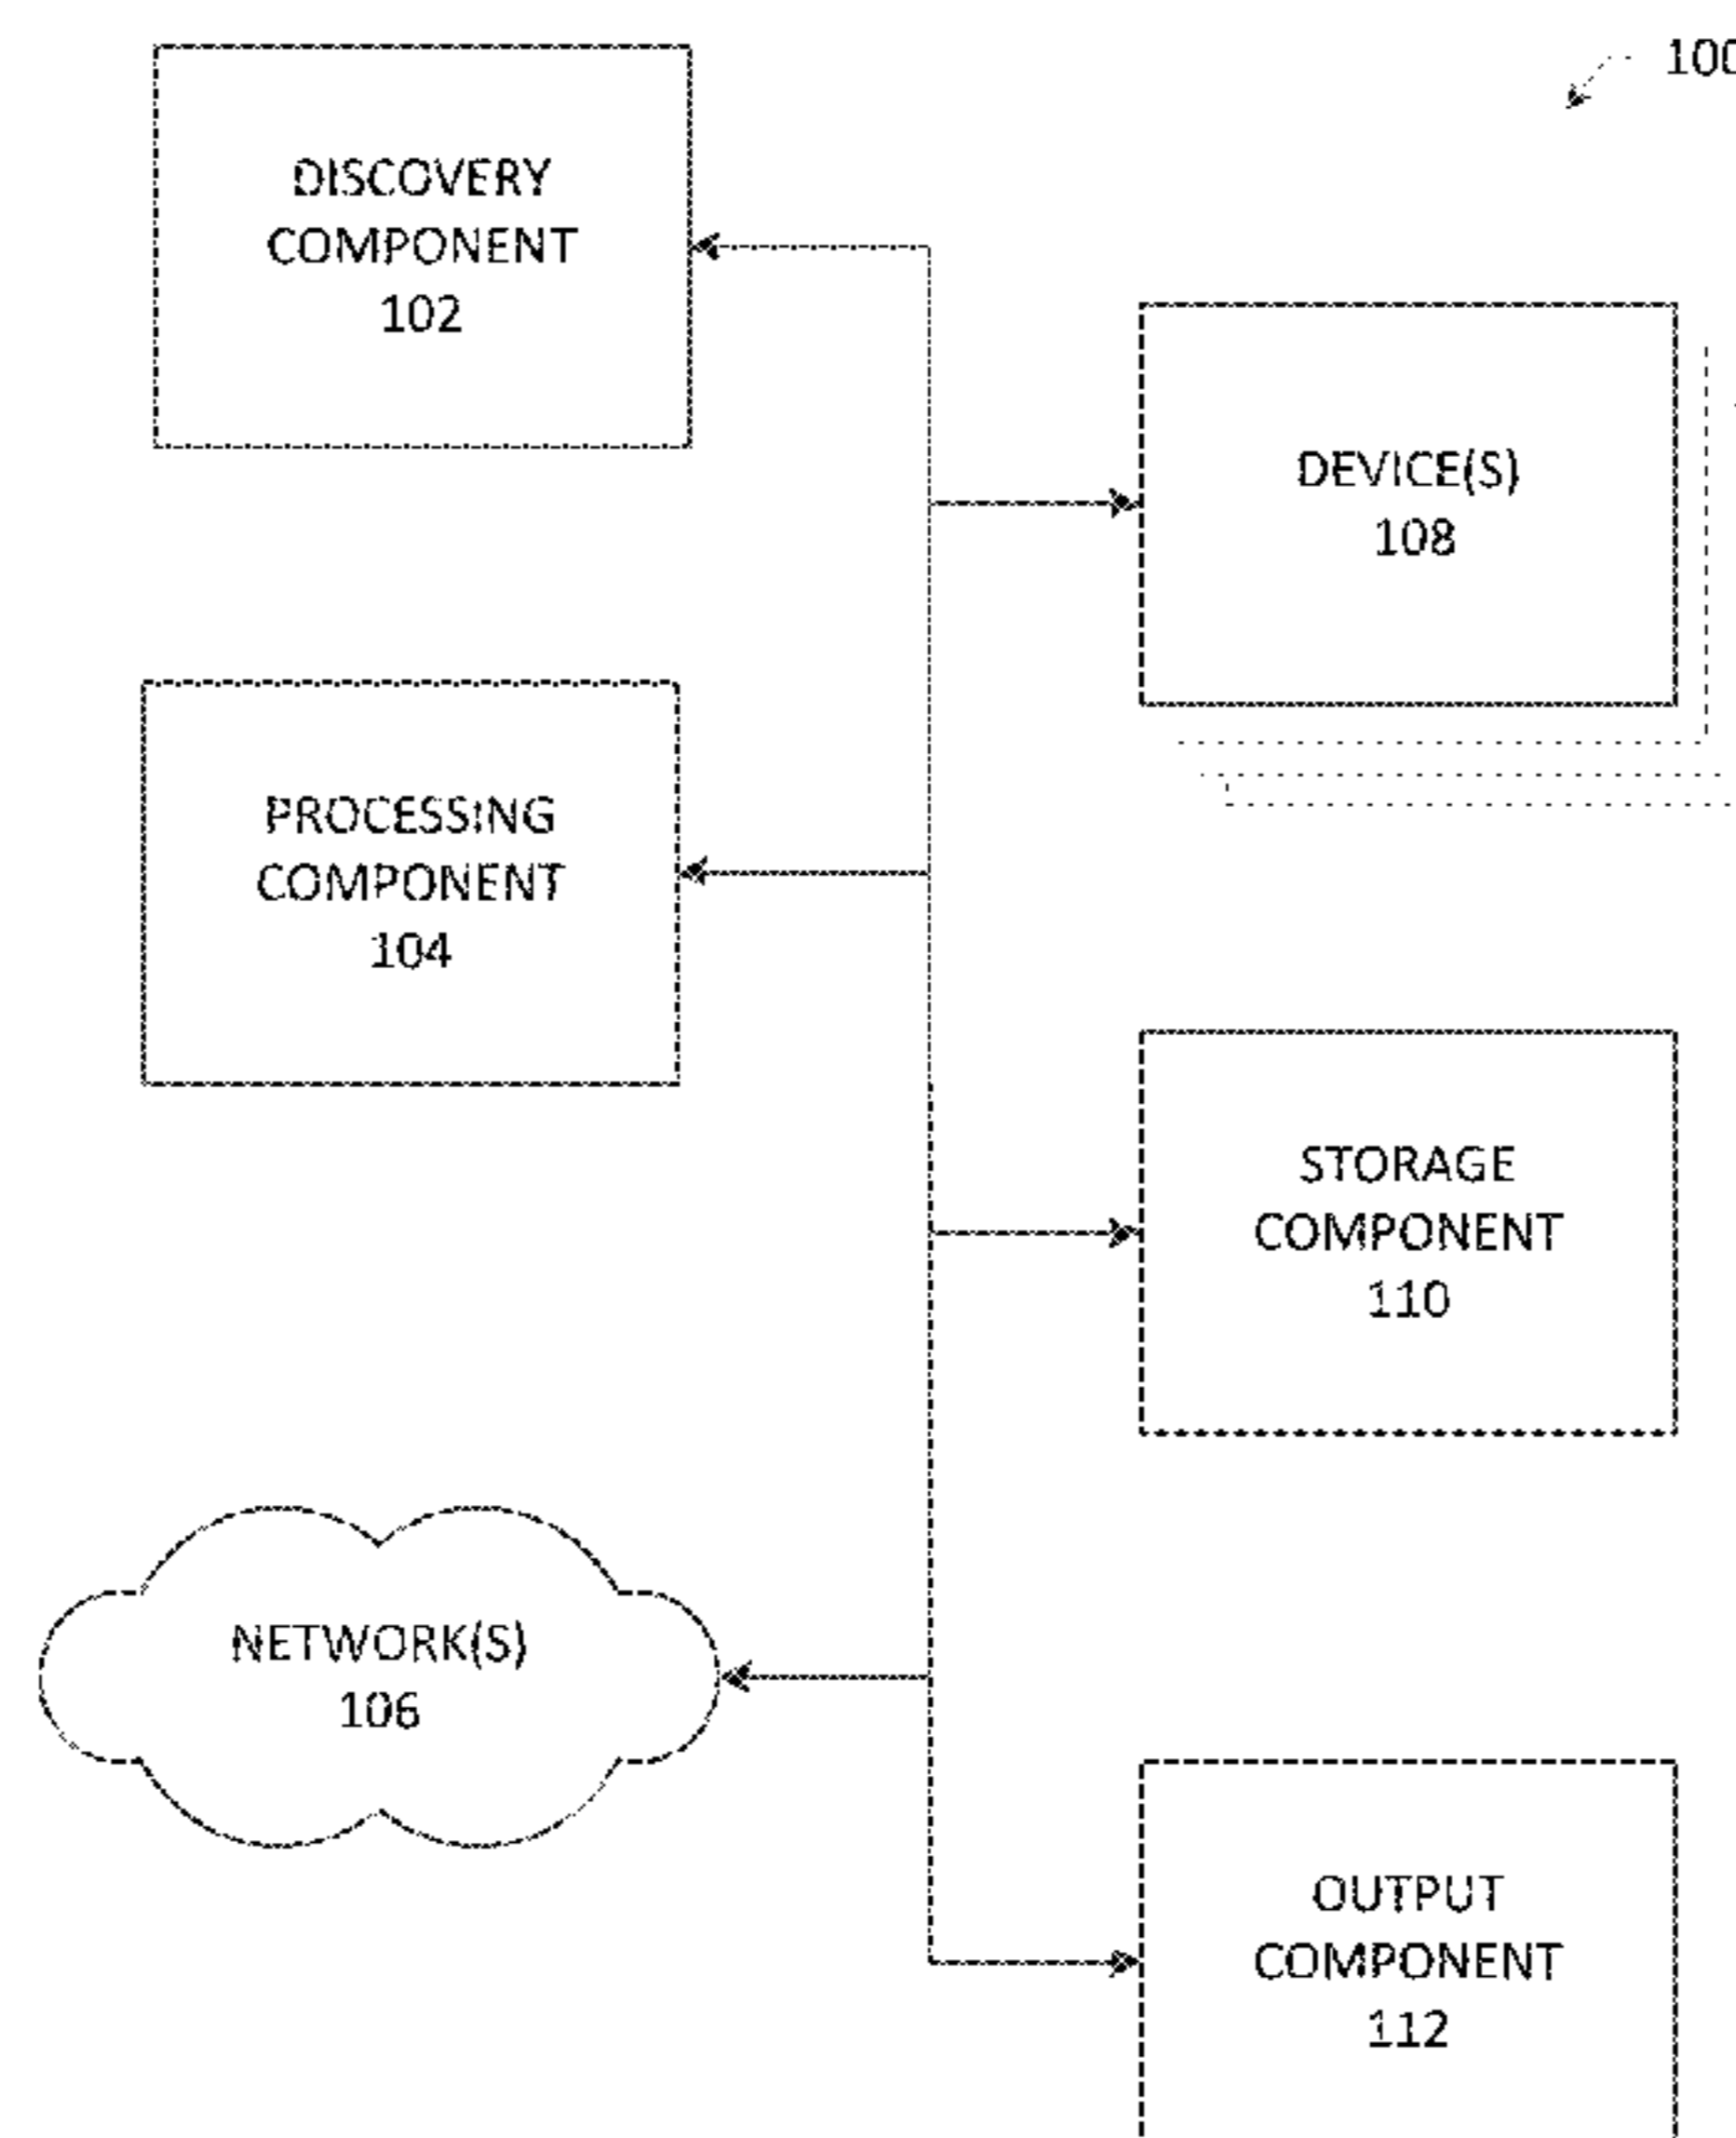 100
DISCOVERY
COMPONENT
102
DEVICE(S)
108
PROCESSING
COMPONENT
104
STORAGE
COMPONENT
110
NETWORK(S)
106
OUTPUT
COMPONENT
112